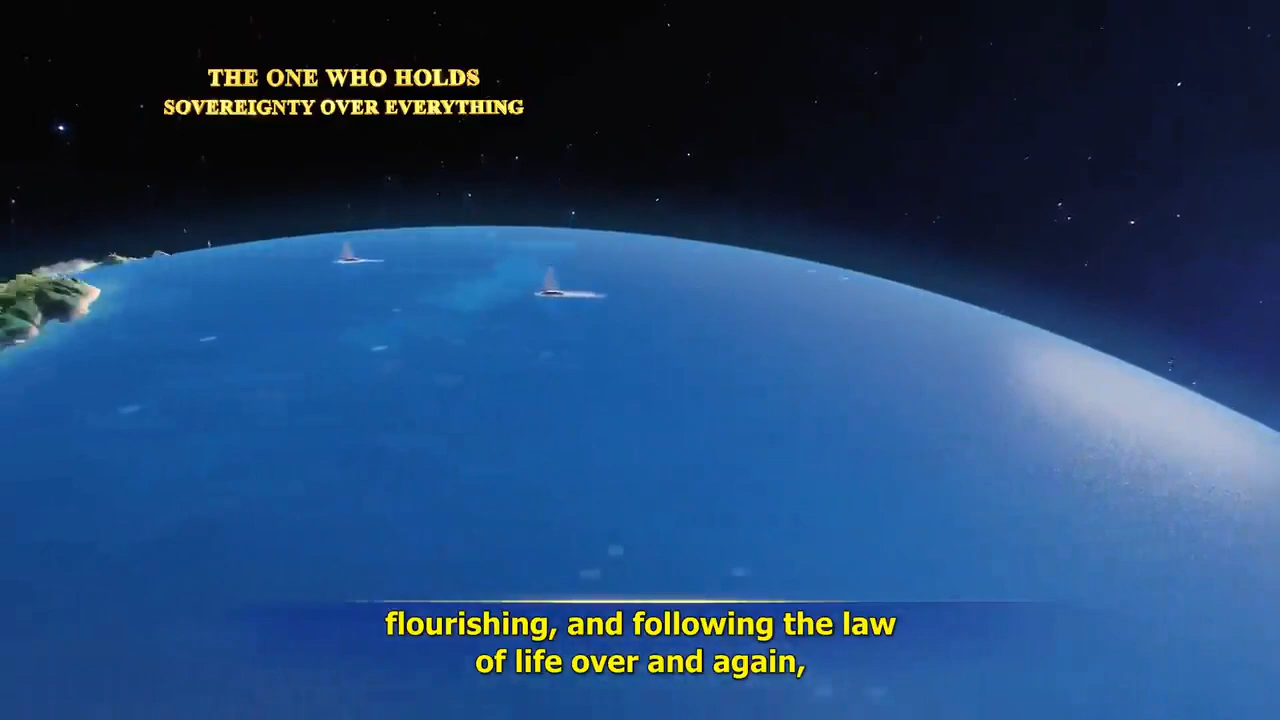 THE ONE WHO HOLDS
SOVEREIGNTY OVER EVERYTHING
flourishing, and following the law
of life over and again,